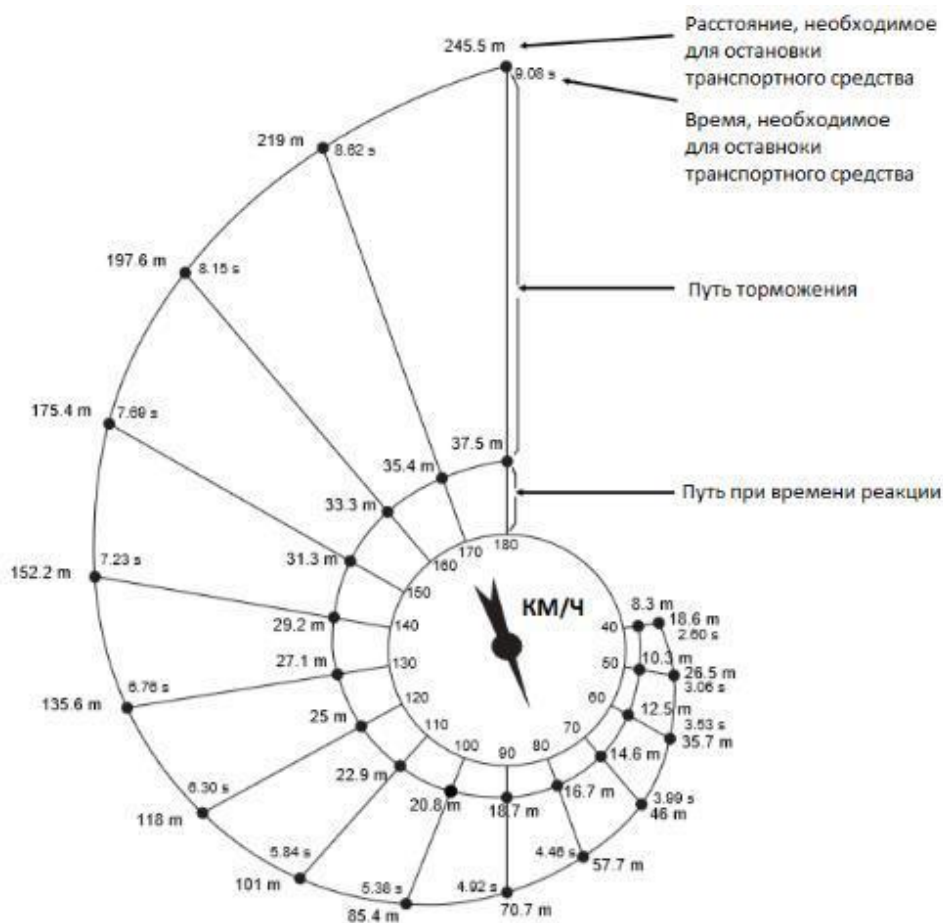 245.5 m
Расстояние, необходимое
для остановки
транспортного средства
9.08 s
Время, необходимое
для оставноки
транспортного средства
219 m
8.62 s
197.6 m
8.15 s
Путь торможения
175.4 m
7.69 s
37.5 m
35.4 m
Путь при времени реакции
33.3 m
180
170
160
31.3 m
150
152.2 m
7.23 s
КМ/Ч
8.3 m
18.6 m
2.60 s
29.2 m
140
40
27.1 m
130
50
10.3 m
26.5 m
3.06 s
135.6 m
6.76 s
120
60
12.5 m
3.53 s
35.7 m
25 m
110
70
100
90
80
14.6 m
22.9 m
20.8 m
18.7 m
16.7 m
6.30 s
118 m
3.99 s
46 m
5.84 s
101 m
4.46 s
57.7 m
5.38 s
85.4 m
4.92 s
70.7 m